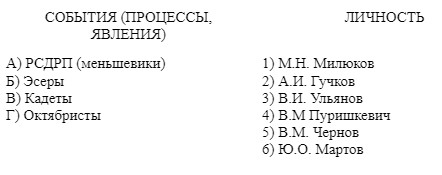 СОБЫТИЯ (ПРОЦЕССЫ, ЯВЛЕНИЯ)
ЛИЧНОСТЬ
А) РСДРП (меньшевики)
Б) Эсеры
В) Кадеты
Г) Октябристы
1) М.Н. Милюков
2) А.И. Гучков
3) В.И. Ульянов
4) В.М Пуришкевич
5) В.М. Чернов
6) Ю.О. Мартов